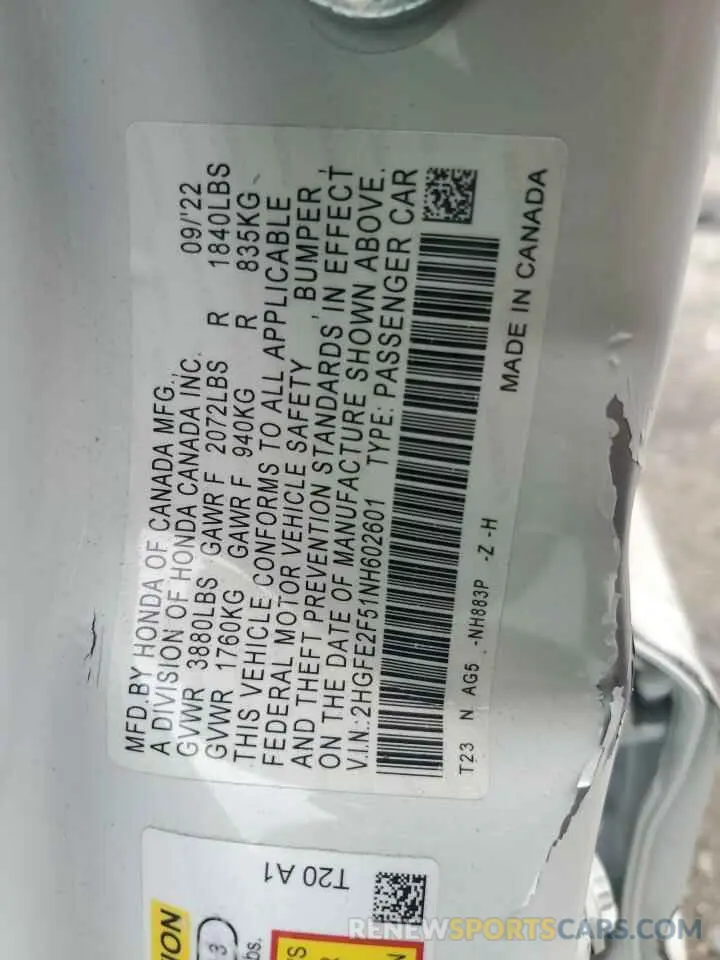 MFD.BY HONDA OF CANADA MFG., 09/'22
A DIVISION OF HONDA CANADA INC.
GVWR 3880LBS GAWR F 2072LBS R 1840LBS
GVWR 1760KG GAWR F 940KG R 835KG
THIS VEHICLE CONFORMS TO ALL APPLICABLE
FEDERAL MOTOR VEHICLE SAFETY, BUMPER,
AND THEFT PREVENTION STANDARDS IN EFFECT
ON THE DATE OF MANUFACTURE SHOWN ABOVE.
V.I.N.:2HGFE2F51NH602601 TYPE: PASSENGER CAR
T23 N AG5 -NH883P -Z -H MADE IN CANADA
T20 A1
ION
3
bs.
RENEWSPORTSCARS.COM